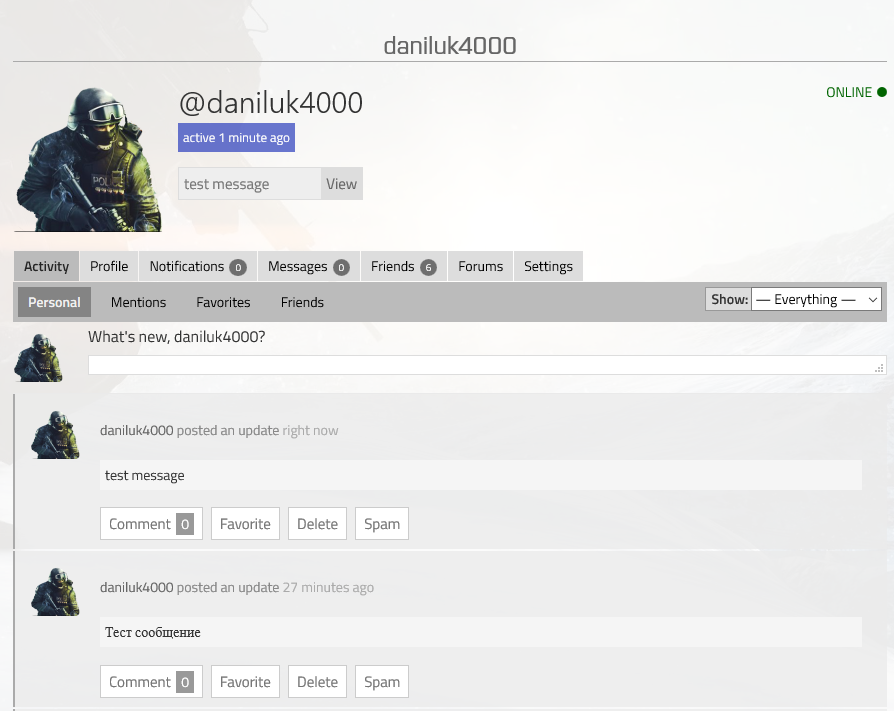 daniluk4000
@daniluk4000
ONLINE
active 1 minute ago
test message View
Activity Profile Notifications 0 Messages 0 Friends 6 Forums Settings
Personal Mentions Favorites Friends Show: — Everything —
What's new, daniluk4000?
daniluk4000 posted an update right now
test message
Comment 0 Favorite Delete Spam
daniluk4000 posted an update 27 minutes ago
Тест сообщение
Comment 0 Favorite Delete Spam
POLICE